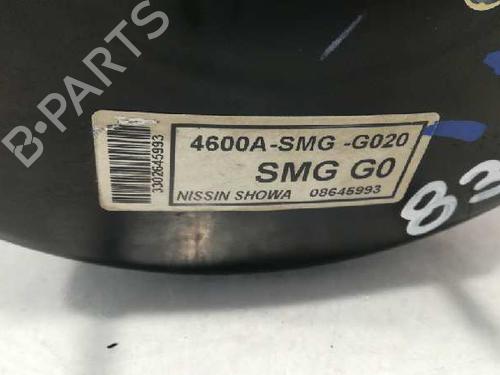 B-PARTS
4600A-SMG -G020
SMG G0
NISSIN SHOWA 08645993
3302645993
83